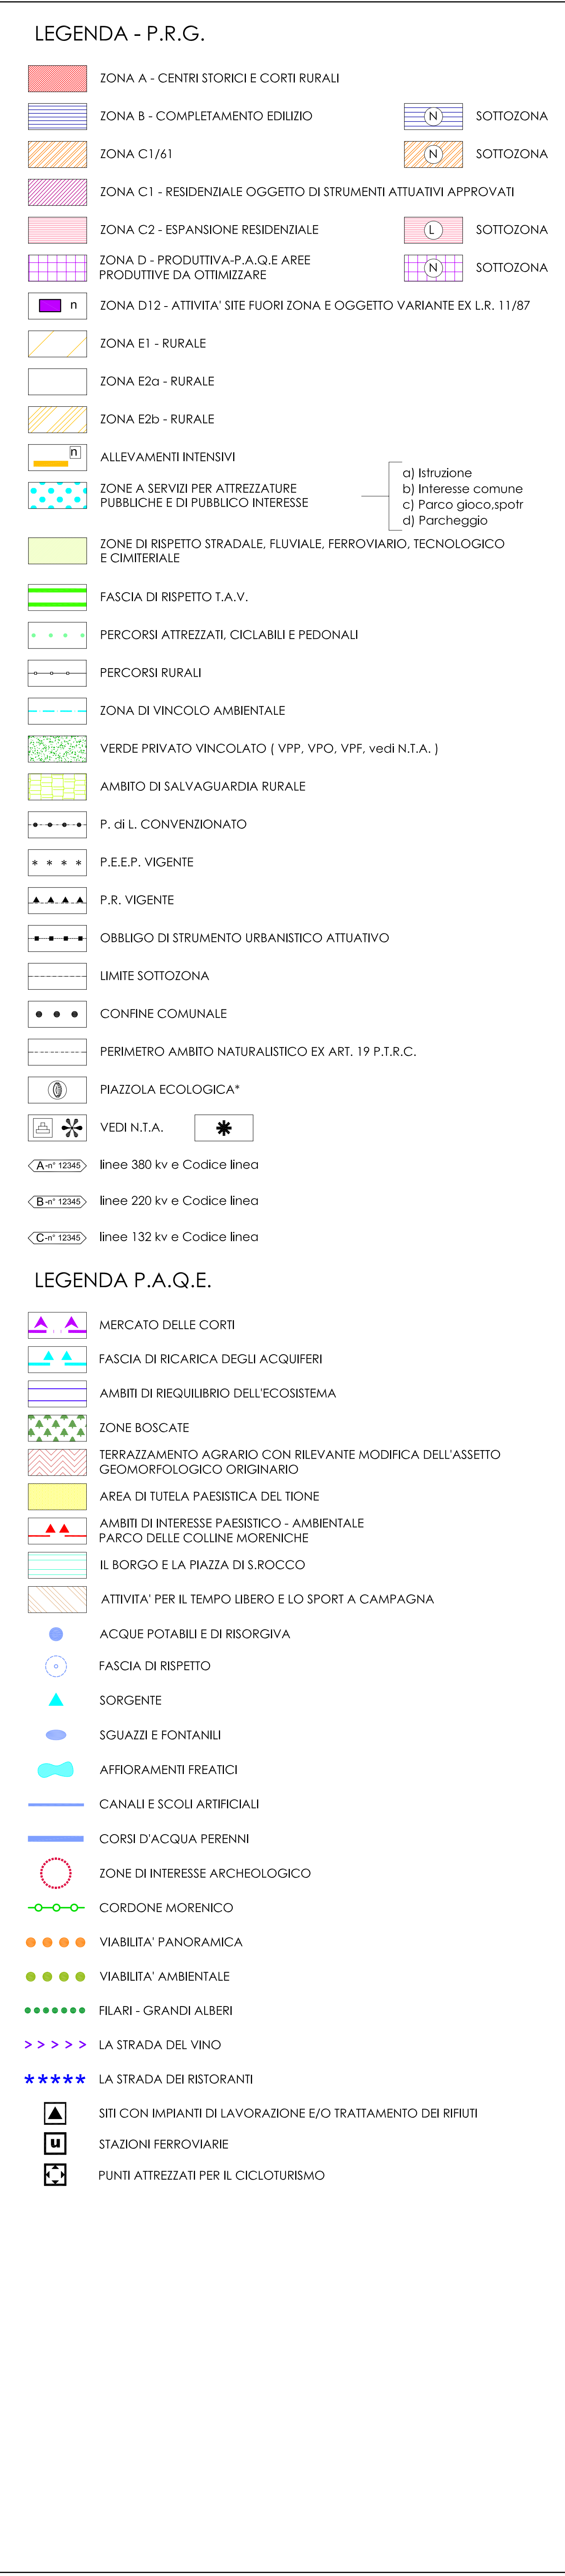 LEGENDA - P.R.G.
ZONA A - CENTRI STORICI E CORTI RURALI
ZONA B - COMPLETAMENTO EDILIZIO
N
SOTTOZONA
ZONA C1/61
N
SOTTOZONA
ZONA C1 - RESIDENZIALE OGGETTO DI STRUMENTI ATTUATIVI APPROVATI
ZONA C2 - ESPANSIONE RESIDENZIALE
L
SOTTOZONA
ZONA D - PRODUTTIVA-P.A.Q.E AREE
PRODUTTIVE DA OTTIMIZZARE
N
SOTTOZONA
n
ZONA D12 - ATTIVITA' SITE FUORI ZONA E OGGETTO VARIANTE EX L.R. 11/87
ZONA E1 - RURALE
ZONA E2a - RURALE
ZONA E2b - RURALE
n
ALLEVAMENTI INTENSIVI
ZONE A SERVIZI PER ATTREZZATURE
PUBBLICHE E DI PUBBLICO INTERESSE
a) Istruzione
b) Interesse comune
c) Parco gioco,spotr
d) Parcheggio
ZONE DI RISPETTO STRADALE, FLUVIALE, FERROVIARIO, TECNOLOGICO
E CIMITERIALE
FASCIA DI RISPETTO T.A.V.
PERCORSI ATTREZZATI, CICLABILI E PEDONALI
PERCORSI RURALI
ZONA DI VINCOLO AMBIENTALE
VERDE PRIVATO VINCOLATO ( VPP, VPO, VPF, vedi N.T.A. )
AMBITO DI SALVAGUARDIA RURALE
P. di L. CONVENZIONATO
P.E.E.P. VIGENTE
P.R. VIGENTE
OBBLIGO DI STRUMENTO URBANISTICO ATTUATIVO
LIMITE SOTTOZONA
CONFINE COMUNALE
PERIMETRO AMBITO NATURALISTICO EX ART. 19 P.T.R.C.
PIAZZOLA ECOLOGICA*
VEDI N.T.A.
A-n° 12345
linee 380 kv e Codice linea
B-n° 12345
linee 220 kv e Codice linea
C-n° 12345
linee 132 kv e Codice linea
LEGENDA P.A.Q.E.
MERCATO DELLE CORTI
FASCIA DI RICARICA DEGLI ACQUIFERI
AMBITI DI RIEQUILIBRIO DELL'ECOSISTEMA
ZONE BOSCATE
TERRAZZAMENTO AGRARIO CON RILEVANTE MODIFICA DELL'ASSETTO
GEOMORFOLOGICO ORIGINARIO
AREA DI TUTELA PAESISTICA DEL TIONE
AMBITI DI INTERESSE PAESISTICO - AMBIENTALE
PARCO DELLE COLLINE MORENICHE
IL BORGO E LA PIAZZA DI S.ROCCO
ATTIVITA' PER IL TEMPO LIBERO E LO SPORT A CAMPAGNA
ACQUE POTABILI E DI RISORGIVA
FASCIA DI RISPETTO
SORGENTE
SGUAZZI E FONTANILI
AFFIORAMENTI FREATICI
CANALI E SCOLI ARTIFICIALI
CORSI D'ACQUA PERENNI
ZONE DI INTERESSE ARCHEOLOGICO
CORDONE MORENICO
VIABILITA' PANORAMICA
VIABILITA' AMBIENTALE
FILARI - GRANDI ALBERI
LA STRADA DEL VINO
LA STRADA DEI RISTORANTI
SITI CON IMPIANTI DI LAVORAZIONE E/O TRATTAMENTO DEI RIFIUTI
u
STAZIONI FERROVIARIE
PUNTI ATTREZZATI PER IL CICLOTURISMO